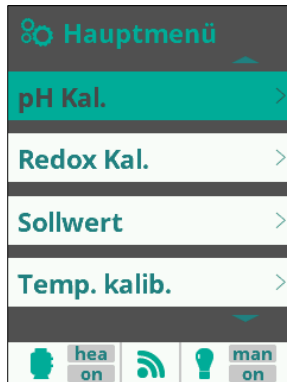 Hauptmenü
pH Kal.
Redox Kal.
Sollwert
Temp. kalib.
hea
on
man
on